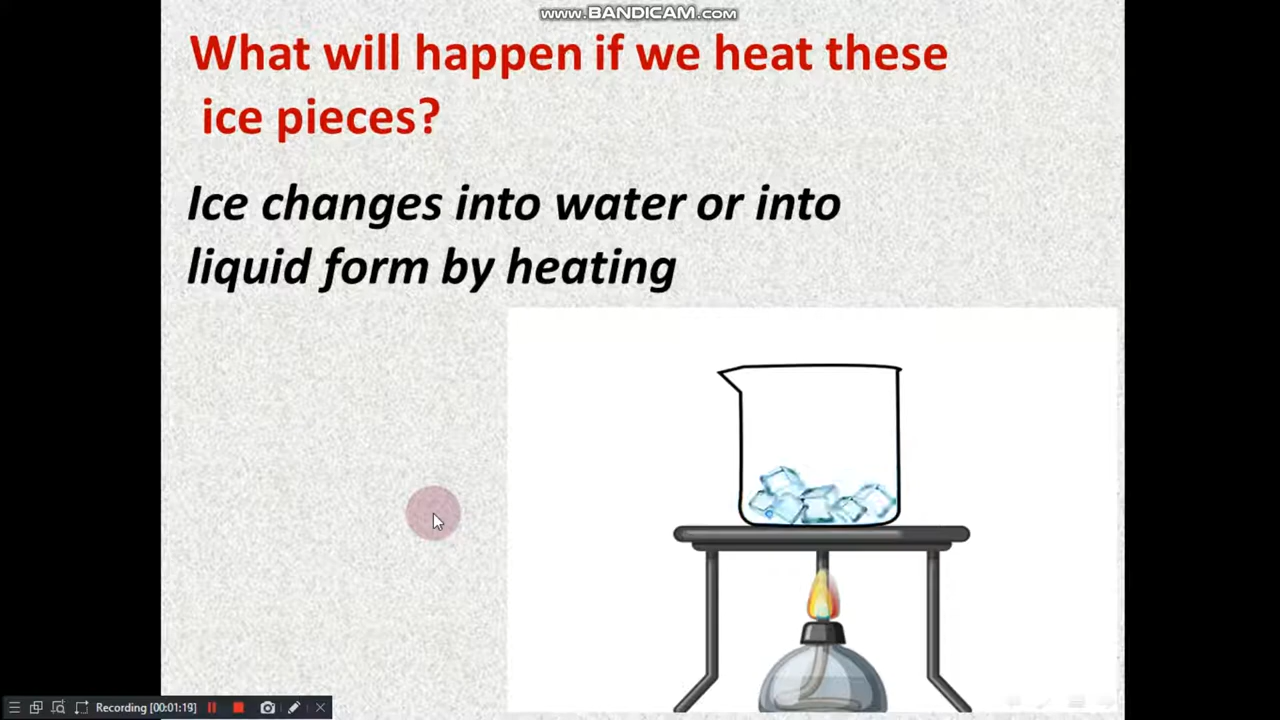 www.BANDICAM.com
What will happen if we heat these
ice pieces?
Ice changes into water or into
liquid form by heating
Recording [00:01:19]